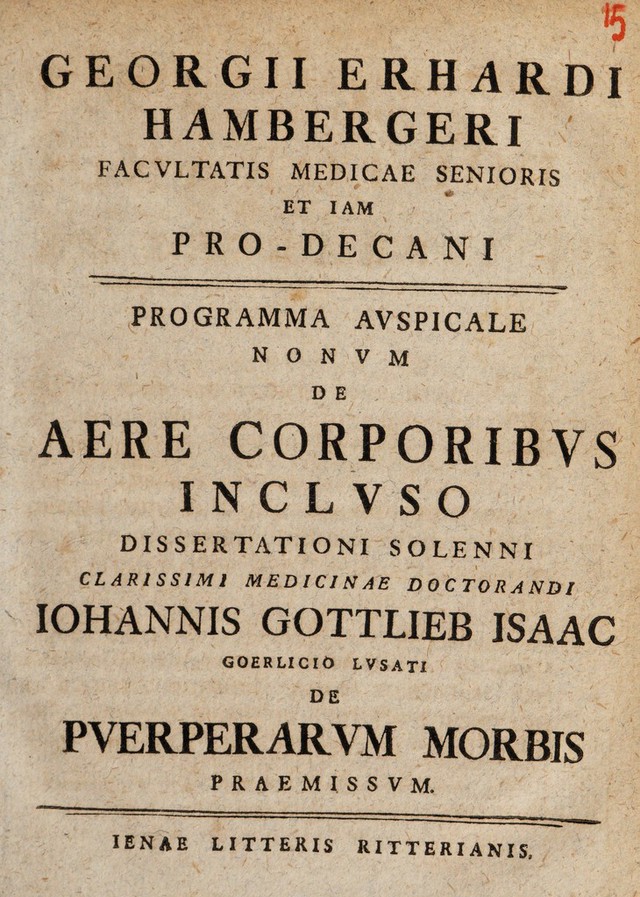 15
GEORGII ERHARDI
HAMBERGERI
FACVLTATIS MEDICAE SENIORIS
ET IAM
PRO-DECANI
PROGRAMMA AVSPICALE
NONVM
DE
AERE CORPORIBVS
INCLVSO
DISSERTATIONI SOLENNI
CLARISSIMI MEDICINAE DOCTORANDI
IOHANNIS GOTTLIEB ISAAC
GOERLICIO LVSATI
DE
PVERPERARVM MORBIS
PRAEMISSVM.
IENAE LITTERIS RITTERIANIS.